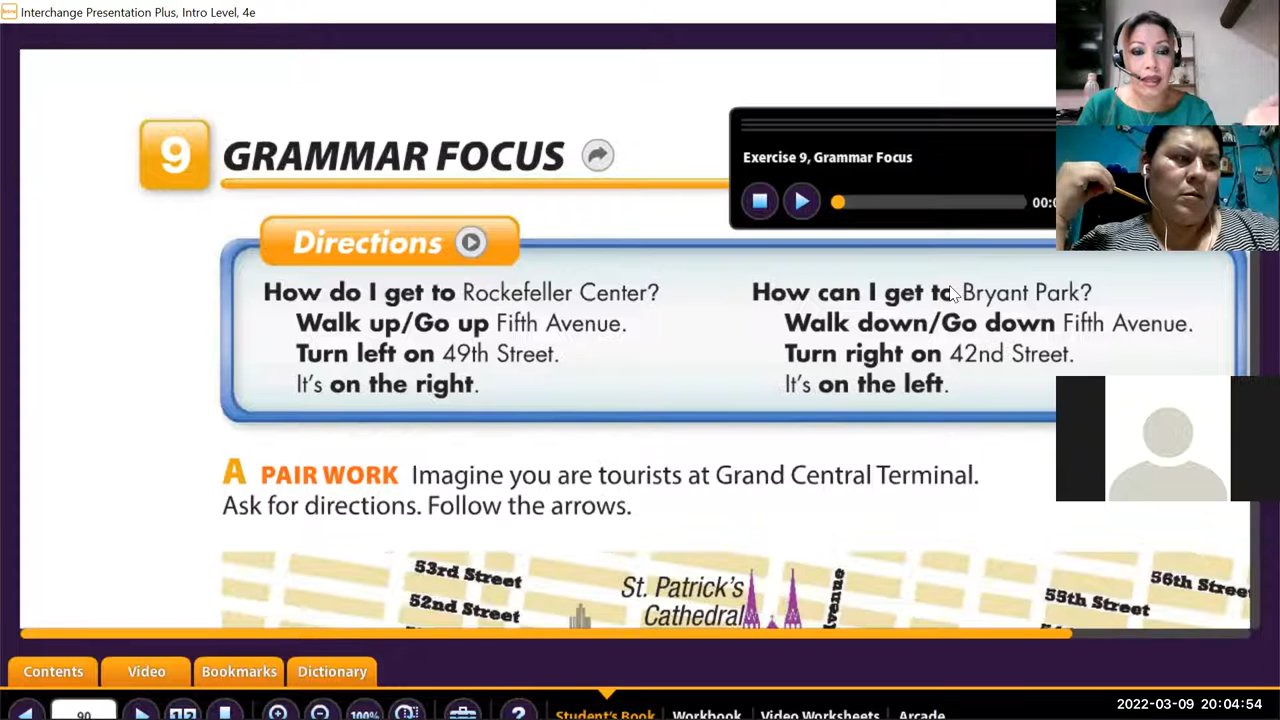 Interchange Presentation Plus, Intro Level, 4e
9 GRAMMAR FOCUS
Exercise 9, Grammar Focus
Directions
How do I get to Rockefeller Center?
Walk up/Go up Fifth Avenue.
Turn left on 49th Street.
It's on the right.
How can I get to Bryant Park?
Walk down/Go down Fifth Avenue.
Turn right on 42nd Street.
It's on the left.
A PAIR WORK Imagine you are tourists at Grand Central Terminal.
Ask for directions. Follow the arrows.
53rd Street
52nd Street
St. Patrick's
Cathedral
55th Street
Contents Video Bookmarks Dictionary
90
100%
Student's Book Workbook Video Worksheets Arcade
2022-03-09 20:04:54